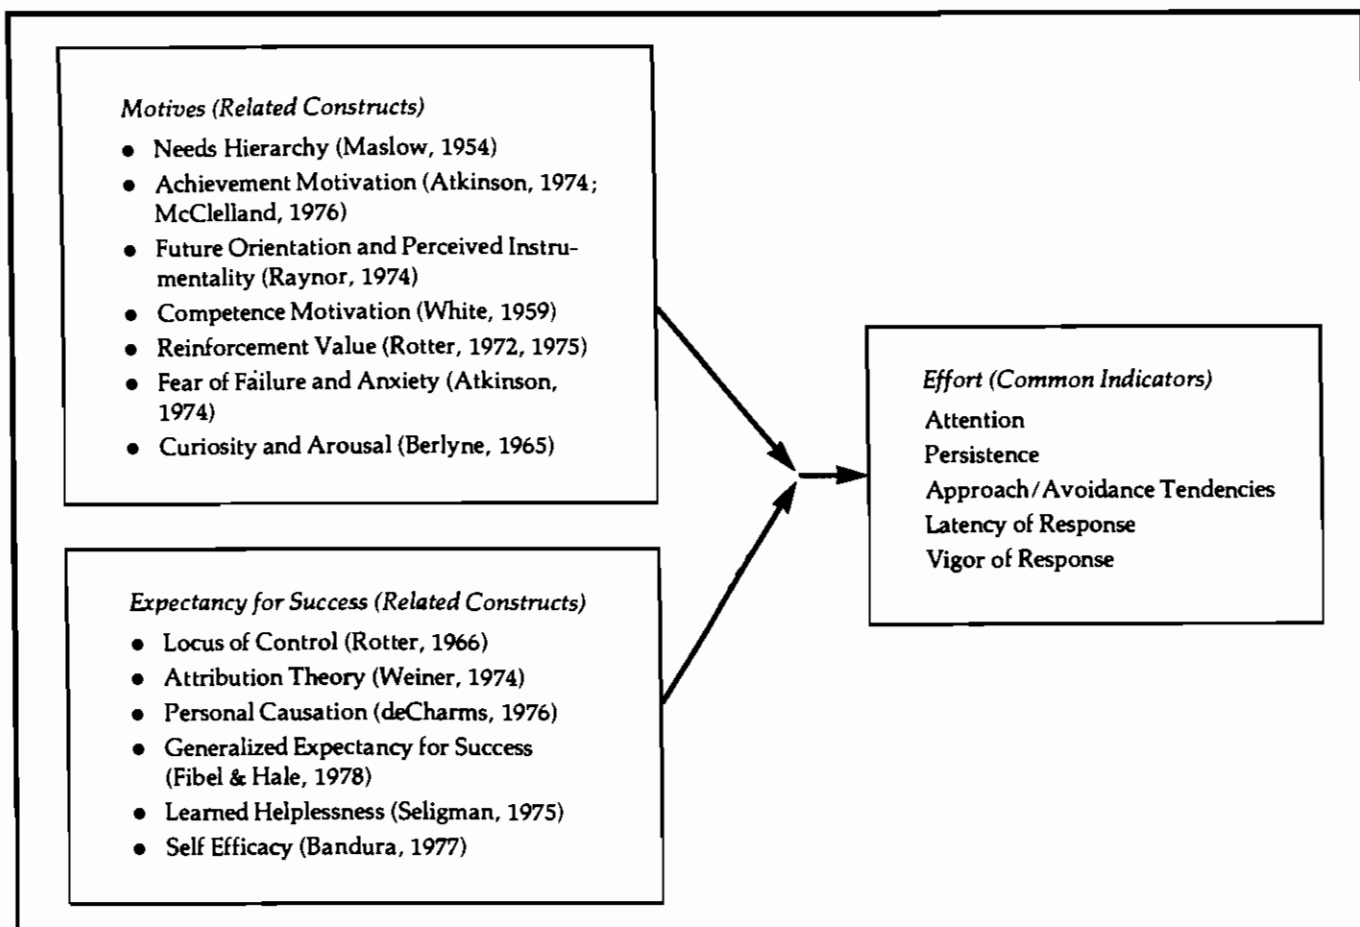 Motives (Related Constructs)
● Needs Hierarchy (Maslow, 1954)
● Achievement Motivation (Atkinson, 1974;
McClelland, 1976)
● Future Orientation and Perceived Instru-
mentality (Raynor, 1974)
● Competence Motivation (White, 1959)
● Reinforcement Value (Rotter, 1972, 1975)
● Fear of Failure and Anxiety (Atkinson,
1974)
● Curiosity and Arousal (Berlyne, 1965)
Expectancy for Success (Related Constructs)
● Locus of Control (Rotter, 1966)
● Attribution Theory (Weiner, 1974)
● Personal Causation (deCharms, 1976)
● Generalized Expectancy for Success
(Fibel & Hale, 1978)
● Learned Helplessness (Seligman, 1975)
● Self Efficacy (Bandura, 1977)
Effort (Common Indicators)
Attention
Persistence
Approach/Avoidance Tendencies
Latency of Response
Vigor of Response